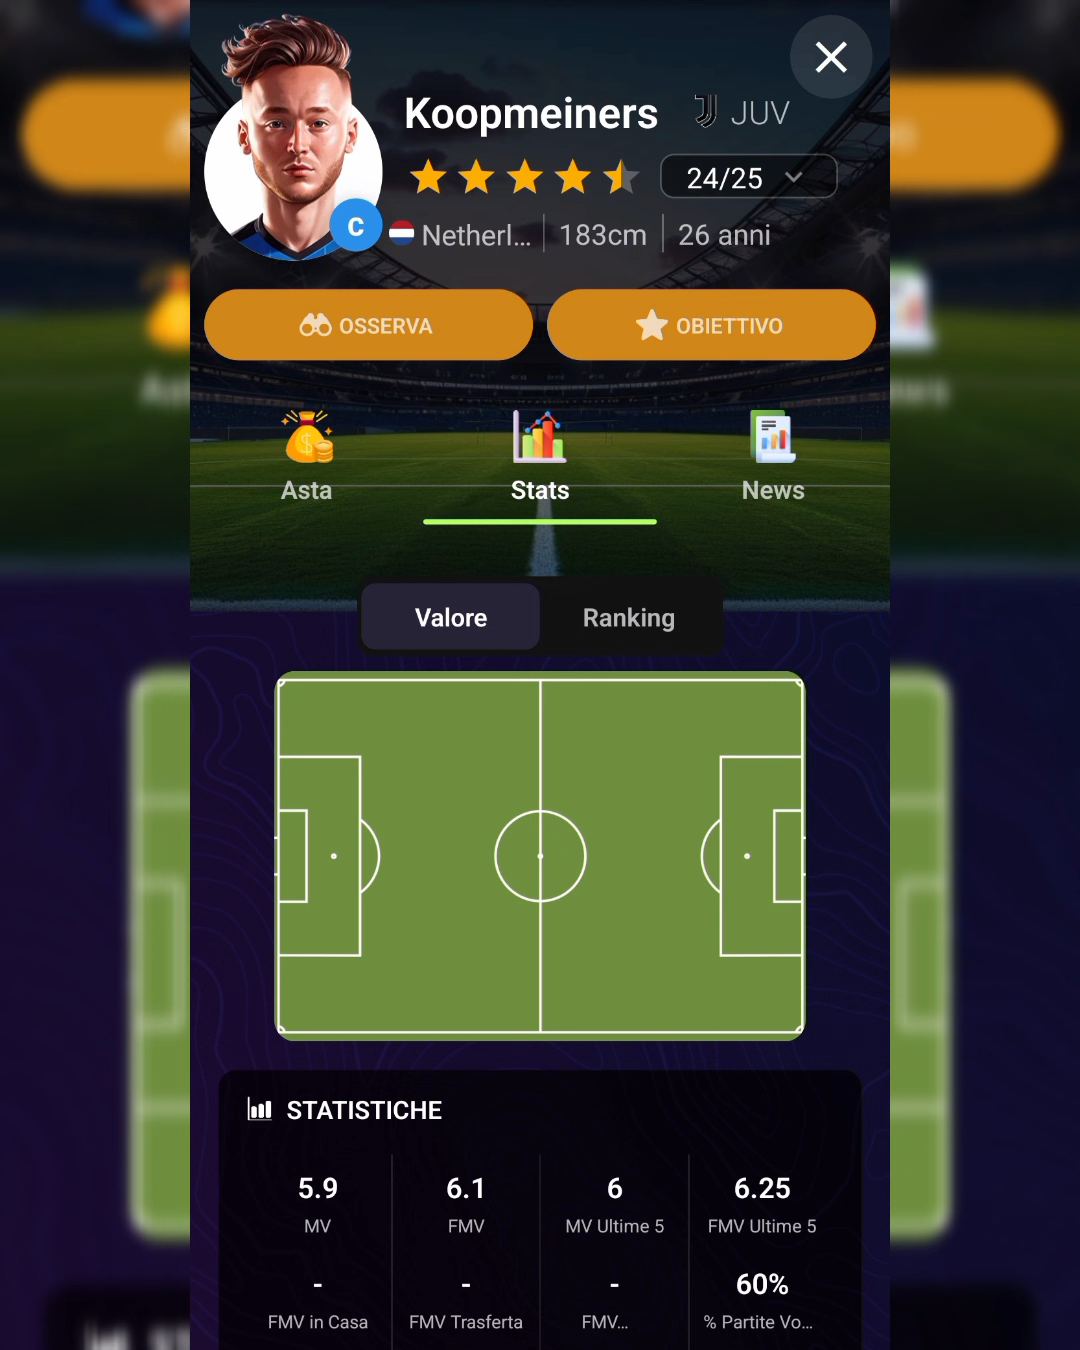 Koopmeiners JUV
24/25
C Netherl... 183cm 26 anni
OSSERVA OBIETTIVO
Asta Stats News
Valore Ranking
STATISTICHE
5.9 6.1 6 6.25
MV FMV MV Ultime 5 FMV Ultime 5
- - - 60%
FMV in Casa FMV Trasferta FMV... % Partite Vo...